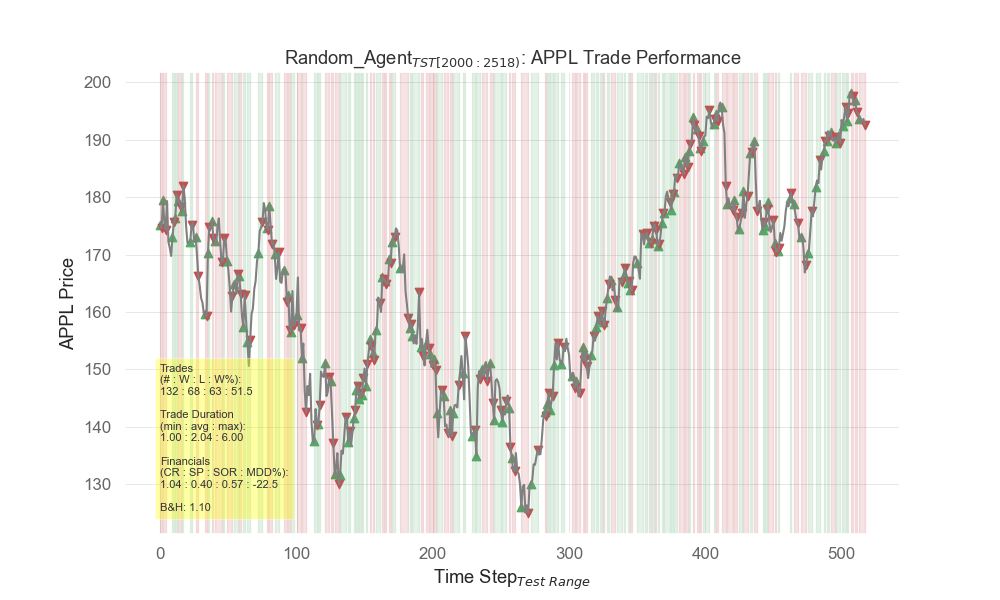 Random_Agent TST[2000 : 2518) : APPL Trade Performance
200
190
180
170
160
150
140
130
APPL Price
Trades
(# : W : L : W%):
132 : 68 : 63 : 51.5
Trade Duration
(min : avg : max):
1.00 : 2.04 : 6.00
Financials
(CR : SP : SOR : MDD%):
1.04 : 0.40 : 0.57 : -22.5
B&H: 1.10
0 100 200 300 400 500
Time Step Test Range